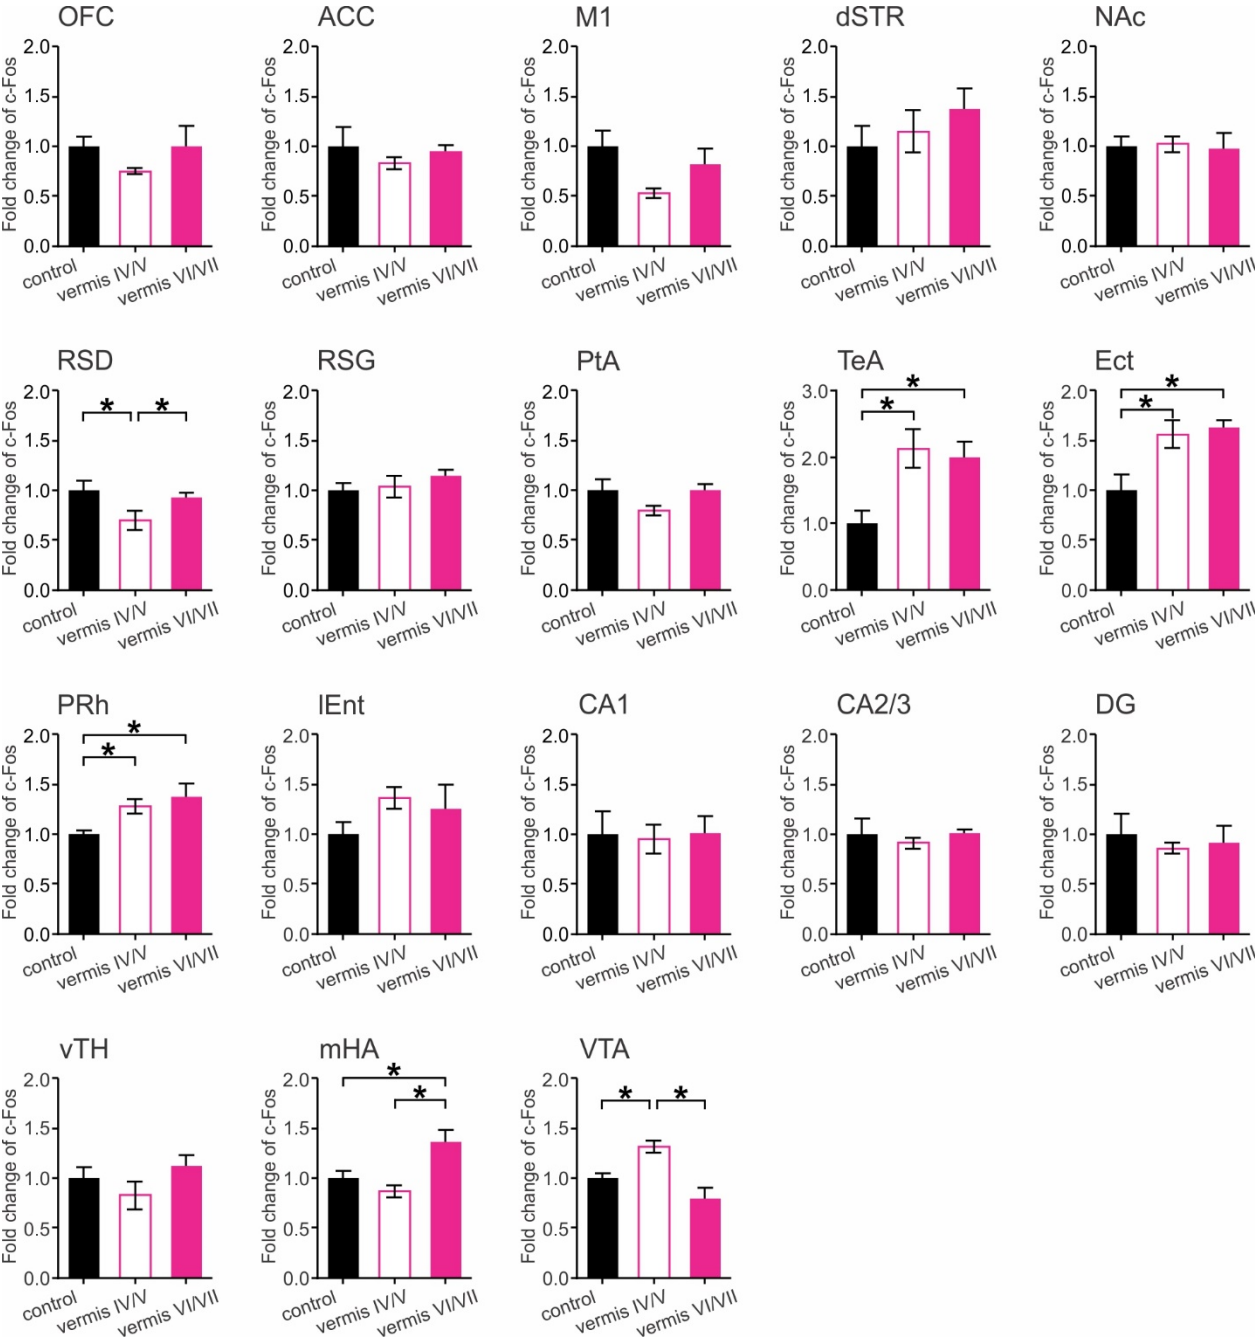 OFC
Fold change of c-Fos
2.0
1.5
1.0
0.5
0.0
control
vermis IV/V
vermis VI/VII
ACC
Fold change of c-Fos
2.0
1.5
1.0
0.5
0.0
control
vermis IV/V
vermis VI/VII
M1
Fold change of c-Fos
2.0
1.5
1.0
0.5
0.0
control
vermis IV/V
vermis VI/VII
dSTR
Fold change of c-Fos
2.0
1.5
1.0
0.5
0.0
control
vermis IV/V
vermis VI/VII
NAc
Fold change of c-Fos
2.0
1.5
1.0
0.5
0.0
control
vermis IV/V
vermis VI/VII
RSD
Fold change of c-Fos
2.0
1.5
1.0
0.5
0.0
* *
control
vermis IV/V
vermis VI/VII
RSG
Fold change of c-Fos
2.0
1.5
1.0
0.5
0.0
control
vermis IV/V
vermis VI/VII
PtA
Fold change of c-Fos
2.0
1.5
1.0
0.5
0.0
control
vermis IV/V
vermis VI/VII
TeA
Fold change of c-Fos
3.0
2.0
1.0
0.0
*
*
control
vermis IV/V
vermis VI/VII
Ect
Fold change of c-Fos
2.0
1.5
1.0
0.5
0.0
*
*
control
vermis IV/V
vermis VI/VII
PRh
Fold change of c-Fos
2.0
1.5
1.0
0.5
0.0
*
*
control
vermis IV/V
vermis VI/VII
lEnt
Fold change of c-Fos
2.0
1.5
1.0
0.5
0.0
control
vermis IV/V
vermis VI/VII
CA1
Fold change of c-Fos
2.0
1.5
1.0
0.5
0.0
control
vermis IV/V
vermis VI/VII
CA2/3
Fold change of c-Fos
2.0
1.5
1.0
0.5
0.0
control
vermis IV/V
vermis VI/VII
DG
Fold change of c-Fos
2.0
1.5
1.0
0.5
0.0
control
vermis IV/V
vermis VI/VII
vTH
Fold change of c-Fos
2.0
1.5
1.0
0.5
0.0
control
vermis IV/V
vermis VI/VII
mHA
Fold change of c-Fos
2.0
1.5
1.0
0.5
0.0
*
*
control
vermis IV/V
vermis VI/VII
VTA
Fold change of c-Fos
2.0
1.5
1.0
0.5
0.0
* *
control
vermis IV/V
vermis VI/VII